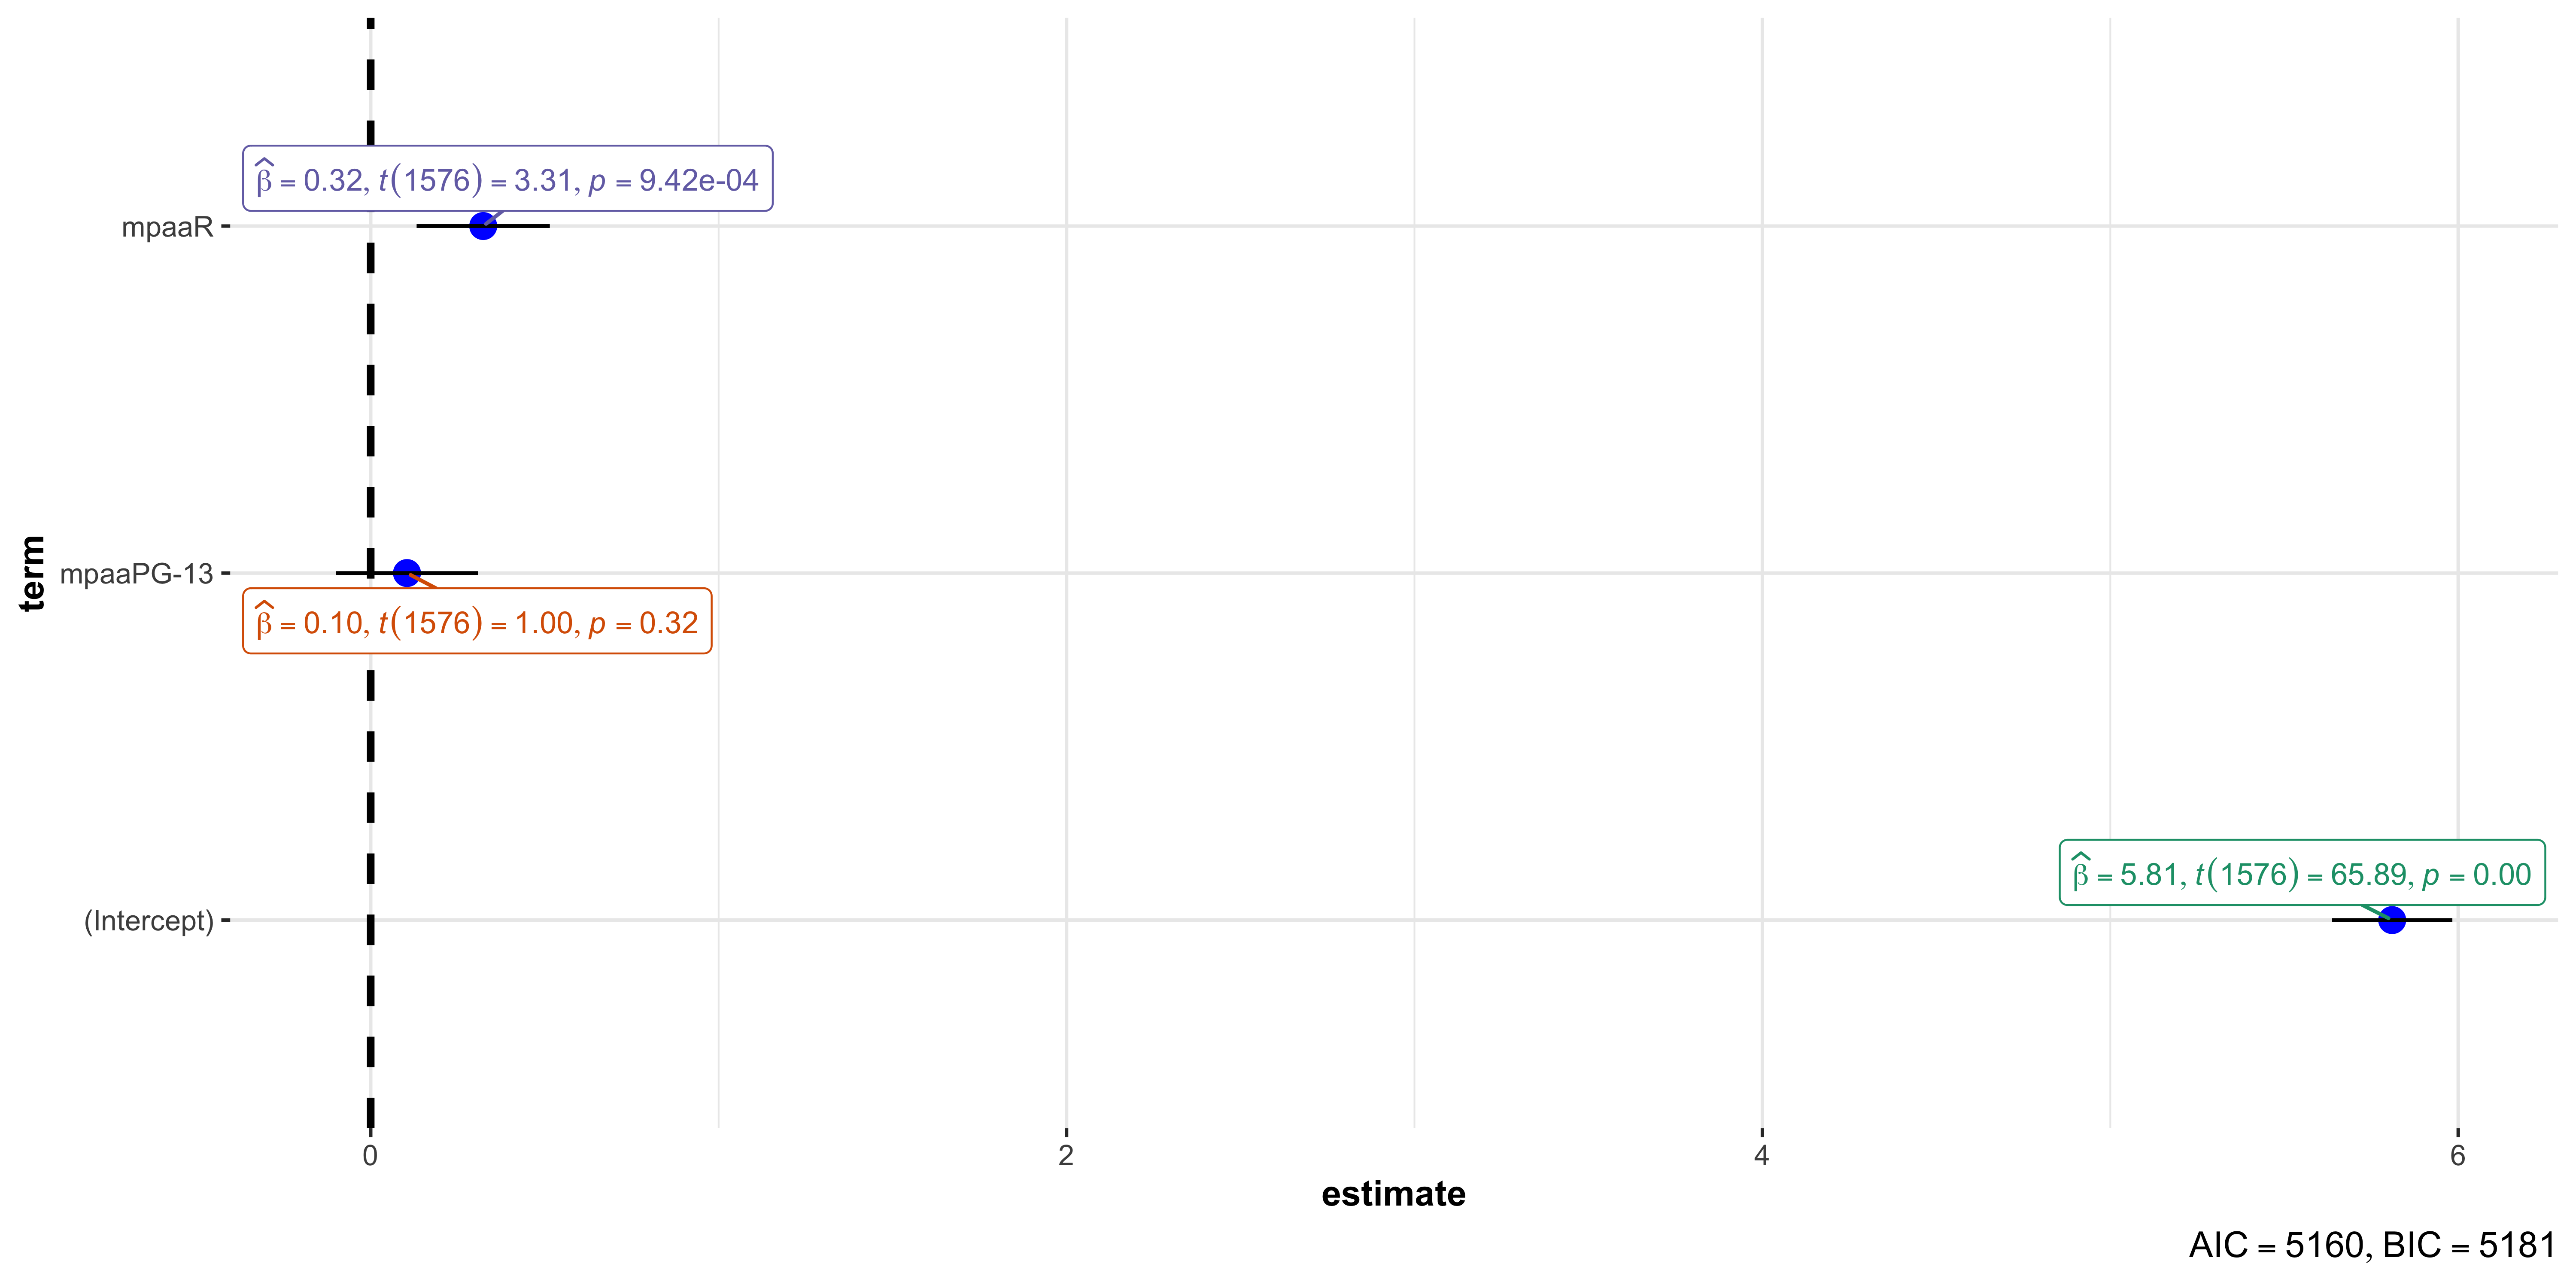 β̂ = 0.32, t(1576) = 3.31, p = 9.42e-04
mpaaR
term
mpaaPG-13
β̂ = 0.10, t(1576) = 1.00, p = 0.32
β̂ = 5.81, t(1576) = 65.89, p = 0.00
(Intercept)
0 2 4 6
estimate
AIC = 5160, BIC = 5181